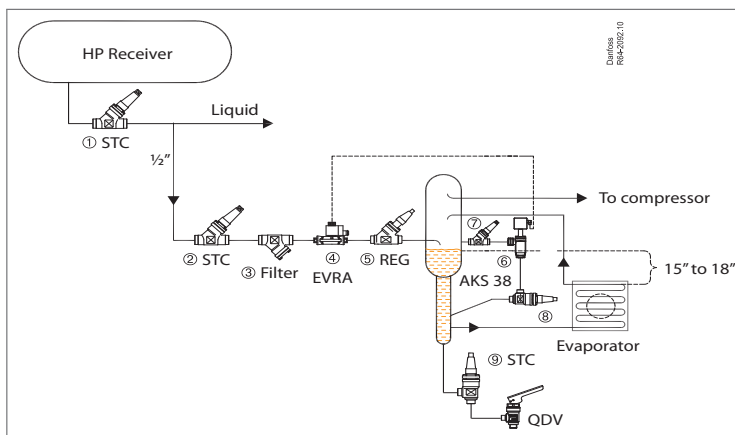 HP Receiver
Danfoss
R64-2092.10
Liquid
① STC
½"
To compressor
⑦
② STC
③ Filter
④
EVRA
⑤ REG
⑥
AKS 38
15” to 18”
⑧
Evaporator
⑨ STC
QDV